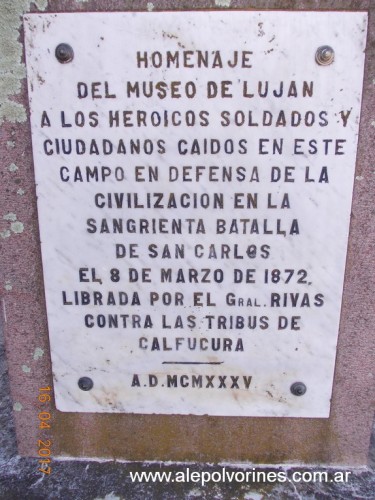 HOMENAJE
DEL MUSEO DE LUJAN
A LOS HEROICOS SOLDADOS Y
CIUDADANOS CAIDOS EN ESTE
CAMPO EN DEFENSA DE LA
CIVILIZACION EN LA
SANGRIENTA BATALLA
DE SAN CARLOS
EL 8 DE MARZO DE 1872,
LIBRADA POR EL GRAL. RIVAS
CONTRA LAS TRIBUS DE
CALFUCURA
A.D. MCMXXXV
16 04 2017
www.alepolvorines.com.ar